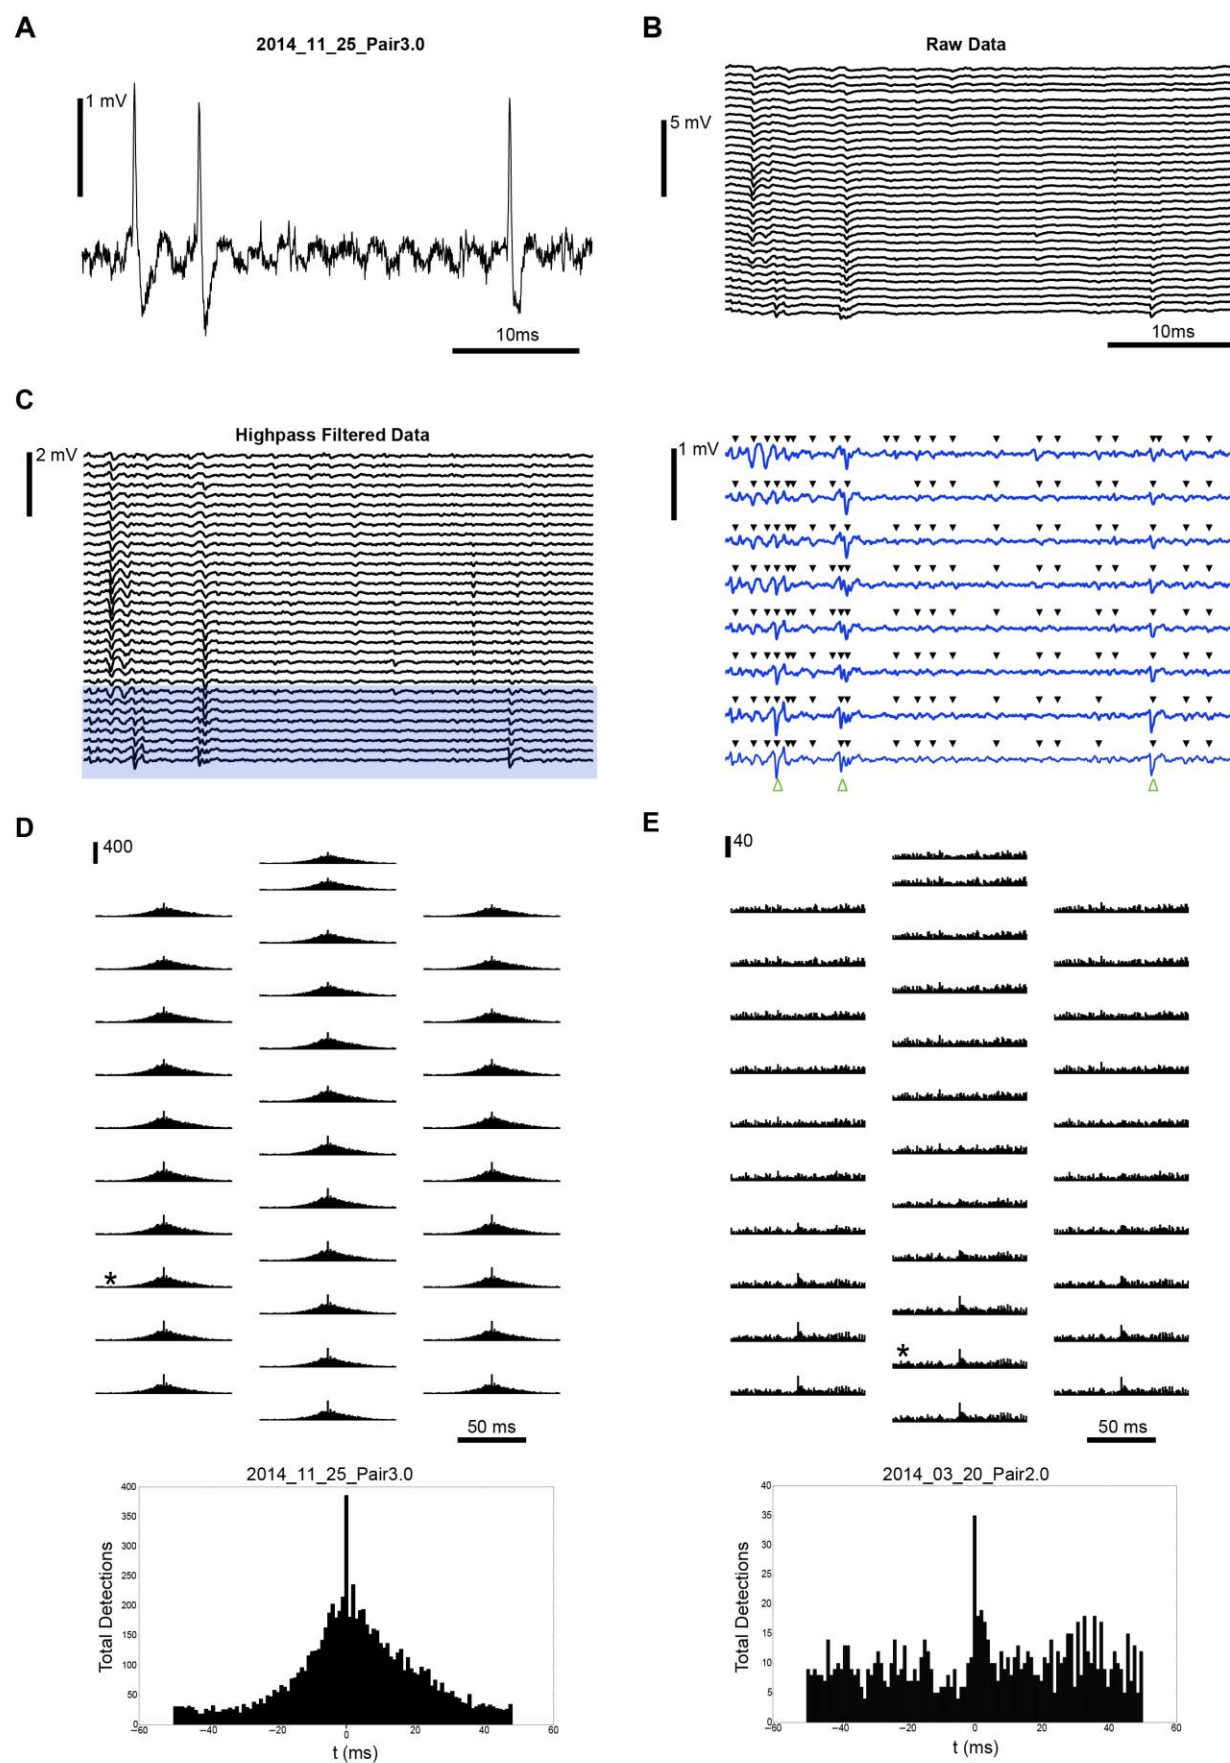 A
2014_11_25_Pair3.0
1 mV
10ms
B
Raw Data
5 mV
10ms
C
Highpass Filtered Data
2 mV
1 mV
D
400
*
50 ms
2014_11_25_Pair3.0
400
350
300
250
200
150
100
50
0
−60
−40
−20
0
20
40
60
Total Detections
t (ms)
E
40
*
50 ms
2014_03_20_Pair2.0
40
35
30
25
20
15
10
5
0
−60
−40
−20
0
20
40
60
Total Detections
t (ms)